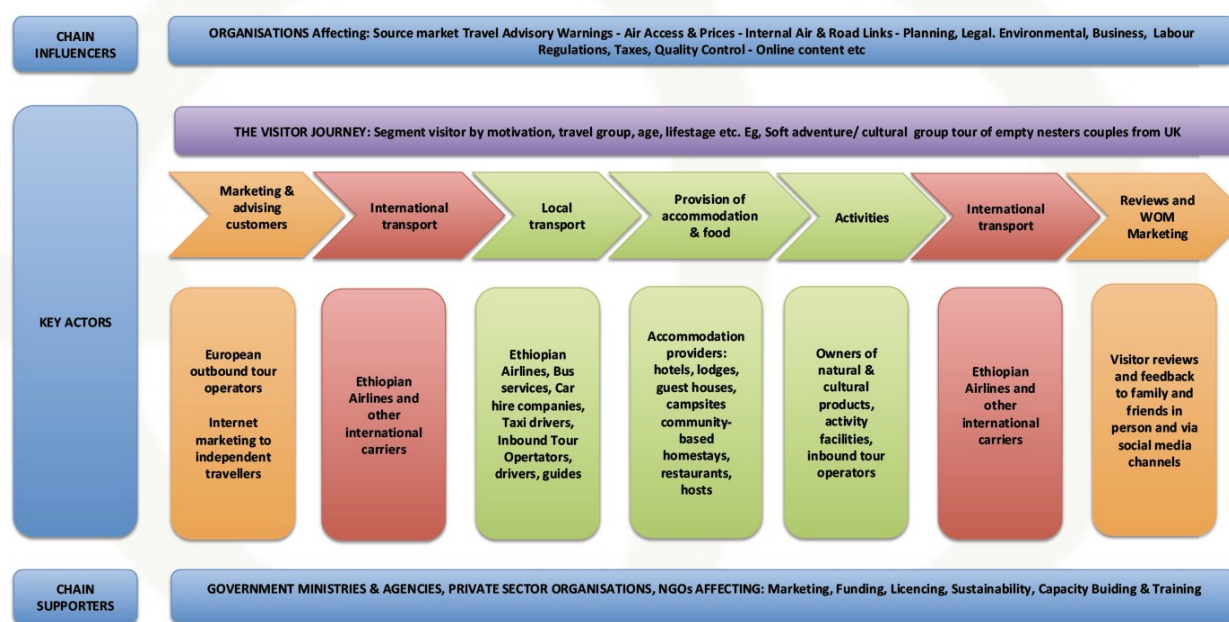 CHAIN
INFLUENCERS
ORGANISATIONS Affecting: Source market Travel Advisory Warnings - Air Access & Prices - Internal Air & Road Links - Planning, Legal. Environmental, Business, Labour
Regulations, Taxes, Quality Control - Online content etc
THE VISITOR JOURNEY: Segment visitor by motivation, travel group, age, lifestage etc. Eg, Soft adventure/ cultural group tour of empty nesters couples from UK
Marketing &
advising
customers
International
transport
Local
transport
Provision of
accommodation
& food
Activities
International
transport
Reviews and
WOM
Marketing
KEY ACTORS
European
outbound tour
operators
Internet
marketing to
independent
travellers
Ethiopian
Airlines and
other
international
carriers
Ethiopian
Airlines, Bus
services, Car
hire companies,
Taxi drivers,
Inbound Tour
Opertators,
drivers, guides
Accommodation
providers:
hotels, lodges,
guest houses,
campsites
community-
based
homestays,
restaurants,
hosts
Owners of
natural &
cultural
products,
activity
facilities,
inbound tour
operators
Ethiopian
Airlines and
other
international
carriers
Visitor reviews
and feedback
to family and
friends in
person and via
social media
channels
CHAIN
SUPPORTERS
GOVERNMENT MINISTRIES & AGENCIES, PRIVATE SECTOR ORGANISATIONS, NGOs AFFECTING: Marketing, Funding, Licencing, Sustainability, Capacity Buiding & Training